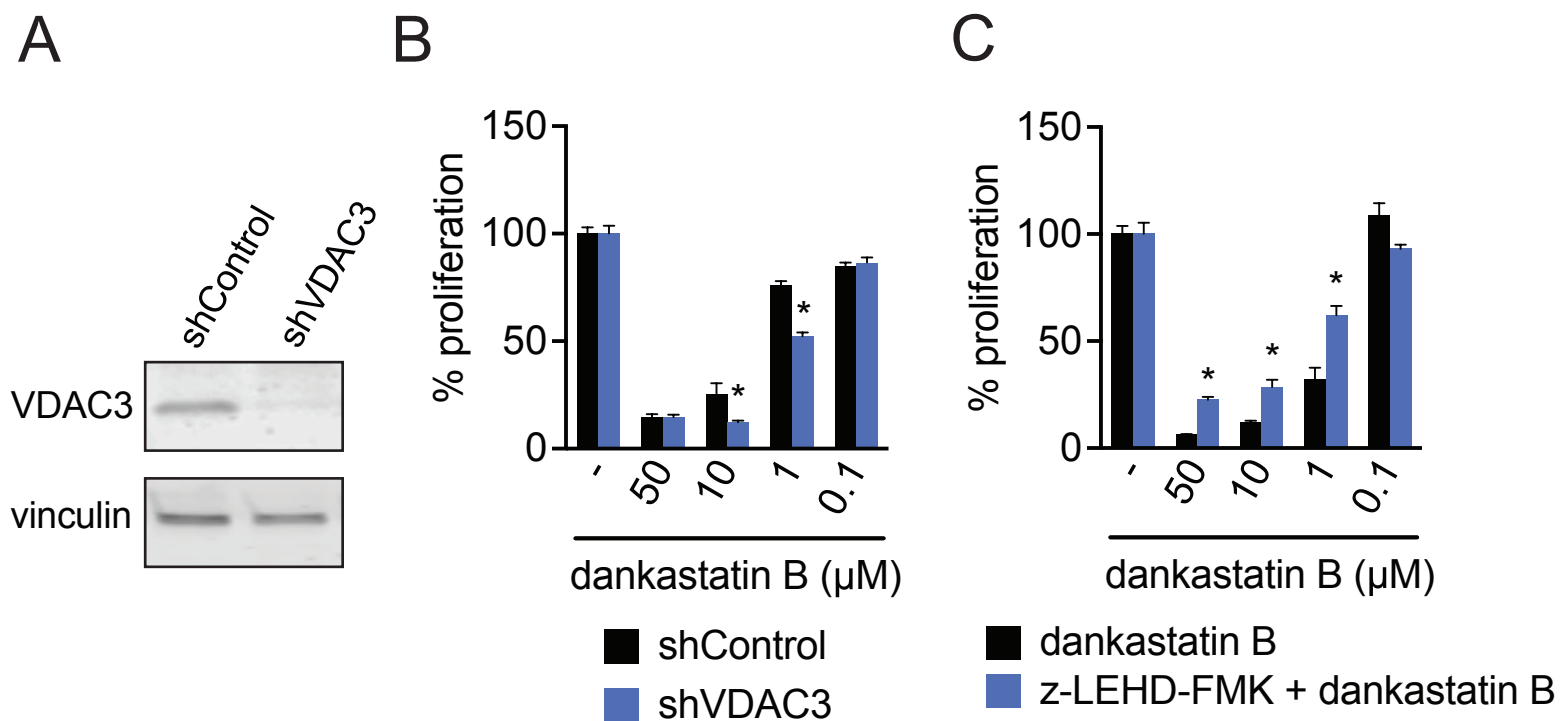 A
shControl
shVDAC3
VDAC3
vinculin
B
% proliferation
150
100
50
0
*
*
-
50
10
1
0.1
dankastatin B (µM)
shControl
shVDAC3
C
% proliferation
150
100
50
0
*
*
*
-
50
10
1
0.1
dankastatin B (µM)
dankastatin B
z-LEHD-FMK + dankastatin B